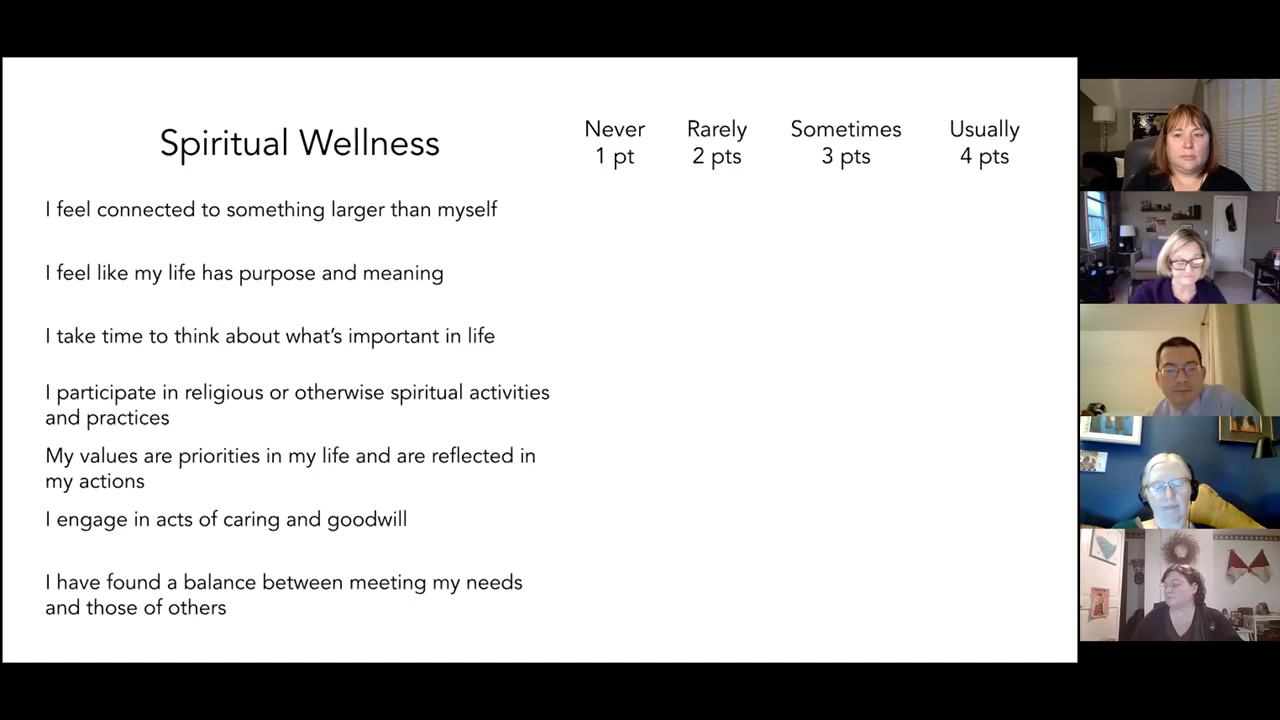 Spiritual Wellness
Never
1 pt
Rarely
2 pts
Sometimes
3 pts
Usually
4 pts
I feel connected to something larger than myself
I feel like my life has purpose and meaning
I take time to think about what's important in life
I participate in religious or otherwise spiritual activities
and practices
My values are priorities in my life and are reflected in
my actions
I engage in acts of caring and goodwill
I have found a balance between meeting my needs
and those of others